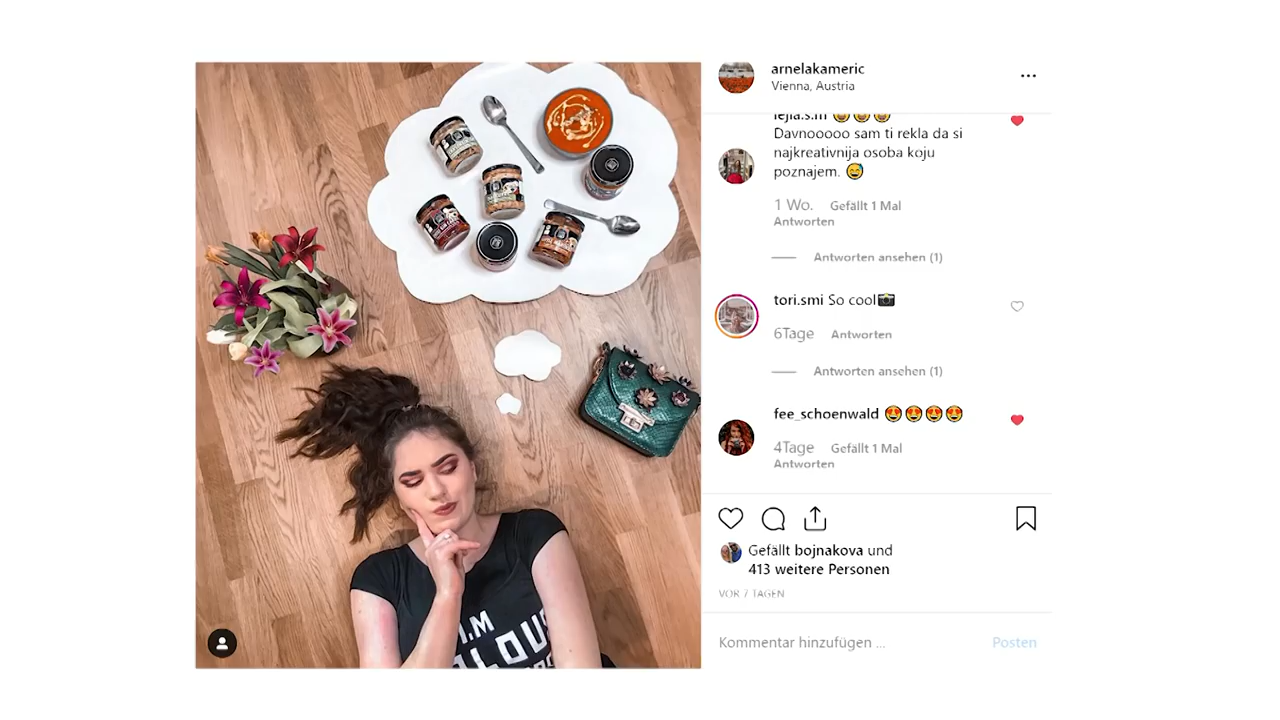 arnelakameric
Vienna, Austria
lejla.s.m 😍😍😍
Davnooooo sam ti rekla da si
najkreativnija osoba koju
poznajem. 😅
1 Wo. Gefällt 1 Mal
Antworten
Antworten ansehen (1)
tori.smi So cool📷
6Tage Antworten
Antworten ansehen (1)
fee_schoenwald 😍😍😍😍
4Tage Gefällt 1 Mal
Antworten
Gefällt bojnakova und
413 weitere Personen
VOR 7 TAGEN
Kommentar hinzufügen ...
Posten
I.M